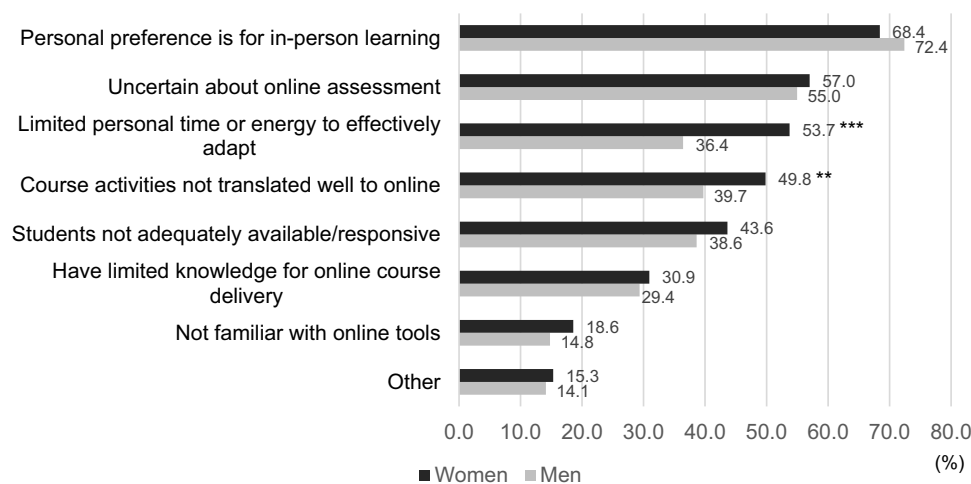 Personal preference is for in-person learning
68.4
72.4
Uncertain about online assessment
57.0
55.0
Limited personal time or energy to effectively
adapt
53.7 ***
36.4
Course activities not translated well to online
49.8 **
39.7
Students not adequately available/responsive
43.6
38.6
Have limited knowledge for online course
delivery
30.9
29.4
Not familiar with online tools
18.6
14.8
Other
15.3
14.1
0.0 10.0 20.0 30.0 40.0 50.0 60.0 70.0 80.0
(%)
Women Men